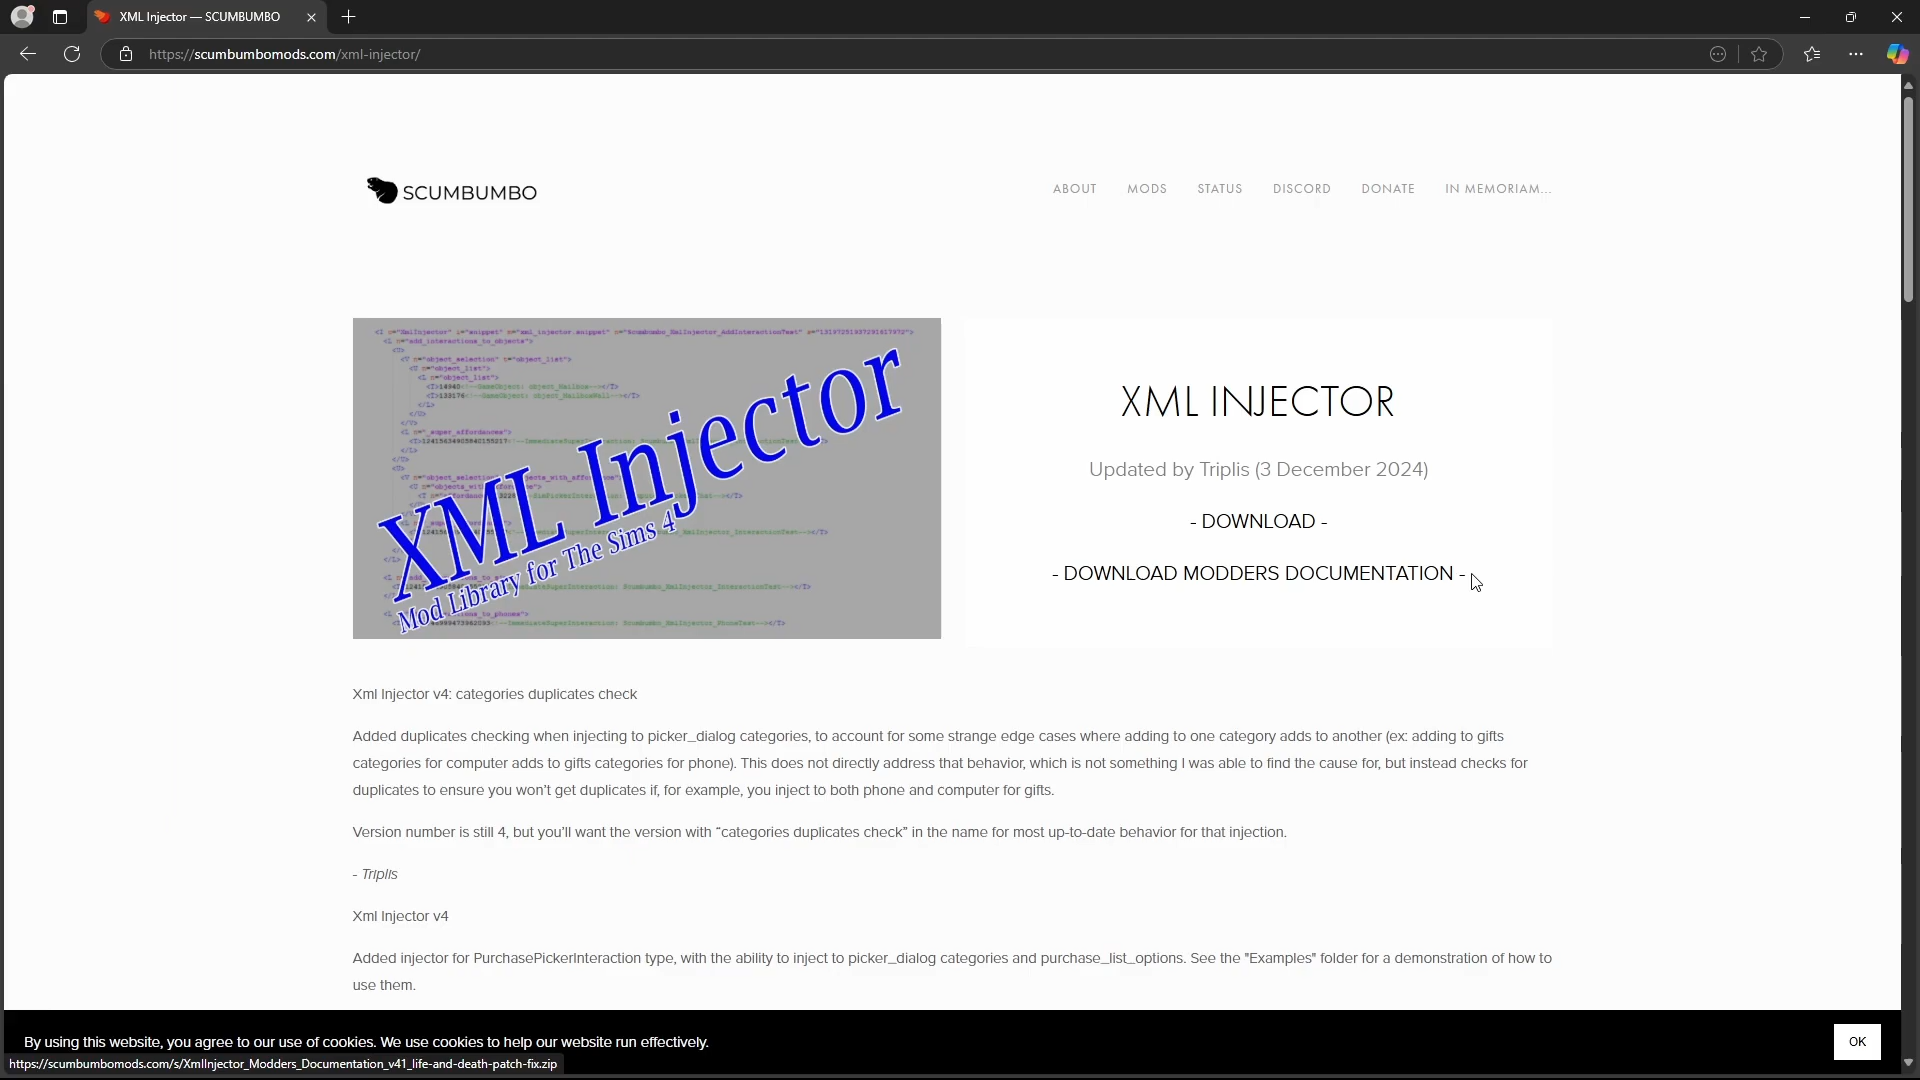 XML Injector — SCUMBUMBO
https://scumbumbomods.com/xml-injector/
SCUMBUMBO
ABOUT MODS STATUS DISCORD DONATE IN MEMORIAM...
XML Injector
Mod Library for The Sims 4
XML INJECTOR
Updated by Triplis (3 December 2024)
- DOWNLOAD -
- DOWNLOAD MODDERS DOCUMENTATION -
Xml Injector v4: categories duplicates check
Added duplicates checking when injecting to picker_dialog categories, to account for some strange edge cases where adding to one category adds to another (ex: adding to gifts
categories for computer adds to gifts categories for phone). This does not directly address that behavior, which is not something I was able to find the cause for, but instead checks for
duplicates to ensure you won't get duplicates if, for example, you inject to both phone and computer for gifts.
Version number is still 4, but you'll want the version with “categories duplicates check” in the name for most up-to-date behavior for that injection.
- Triplis
Xml Injector v4
Added injector for PurchasePickerInteraction type, with the ability to inject to picker_dialog categories and purchase_list_options. See the "Examples" folder for a demonstration of how to
use them.
By using this website, you agree to our use of cookies. We use cookies to help our website run effectively.
OK
https://scumbumbomods.com/s/XmlInjector_Modders_Documentation_v41_life-and-death-patch-fix.zip